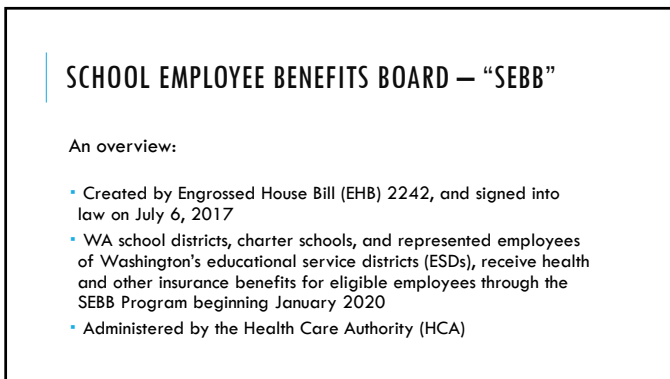 SCHOOL EMPLOYEE BENEFITS BOARD – “SEBB”
An overview:
▪ Created by Engrossed House Bill (EHB) 2242, and signed into
law on July 6, 2017
▪ WA school districts, charter schools, and represented employees
of Washington’s educational service districts (ESDs), receive health
and other insurance benefits for eligible employees through the
SEBB Program beginning January 2020
▪ Administered by the Health Care Authority (HCA)